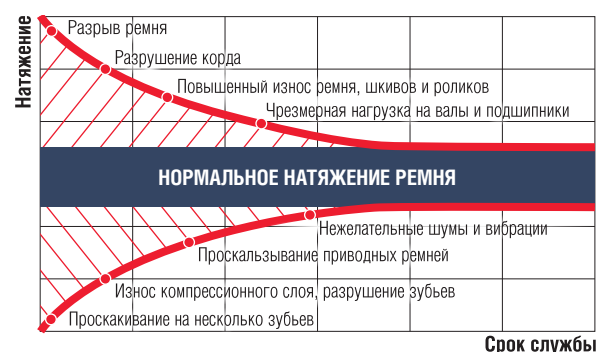 Натяжение
Разрыв ремня
Разрушение корда
Повышенный износ ремня, шкивов и роликов
Чрезмерная нагрузка на валы и подшипники
НОРМАЛЬНОЕ НАТЯЖЕНИЕ РЕМНЯ
Нежелательные шумы и вибрации
Проскальзывание приводных ремней
Износ компрессионного слоя, разрушение зубьев
Проскакивание на несколько зубьев
Срок службы